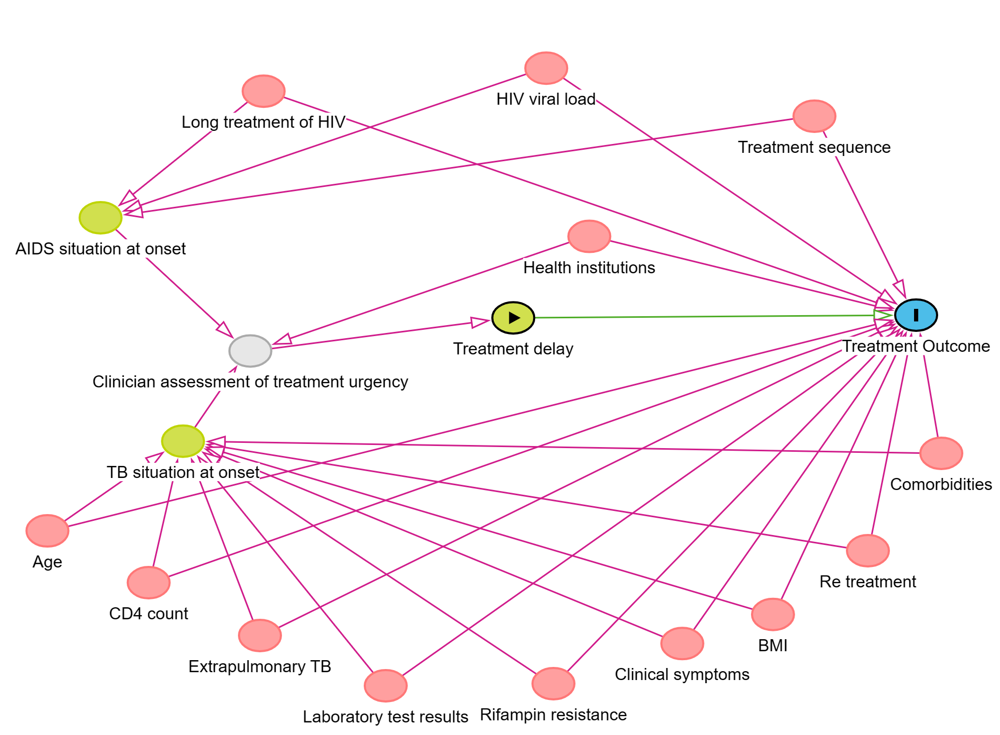 HIV viral load
Long treatment of HIV
Treatment sequence
AIDS situation at onset
Health institutions
Treatment delay
Treatment Outcome
Clinician assessment of treatment urgency
TB situation at onset
Comorbidities
Age
Re treatment
CD4 count
BMI
Extrapulmonary TB
Clinical symptoms
Laboratory test results
Rifampin resistance